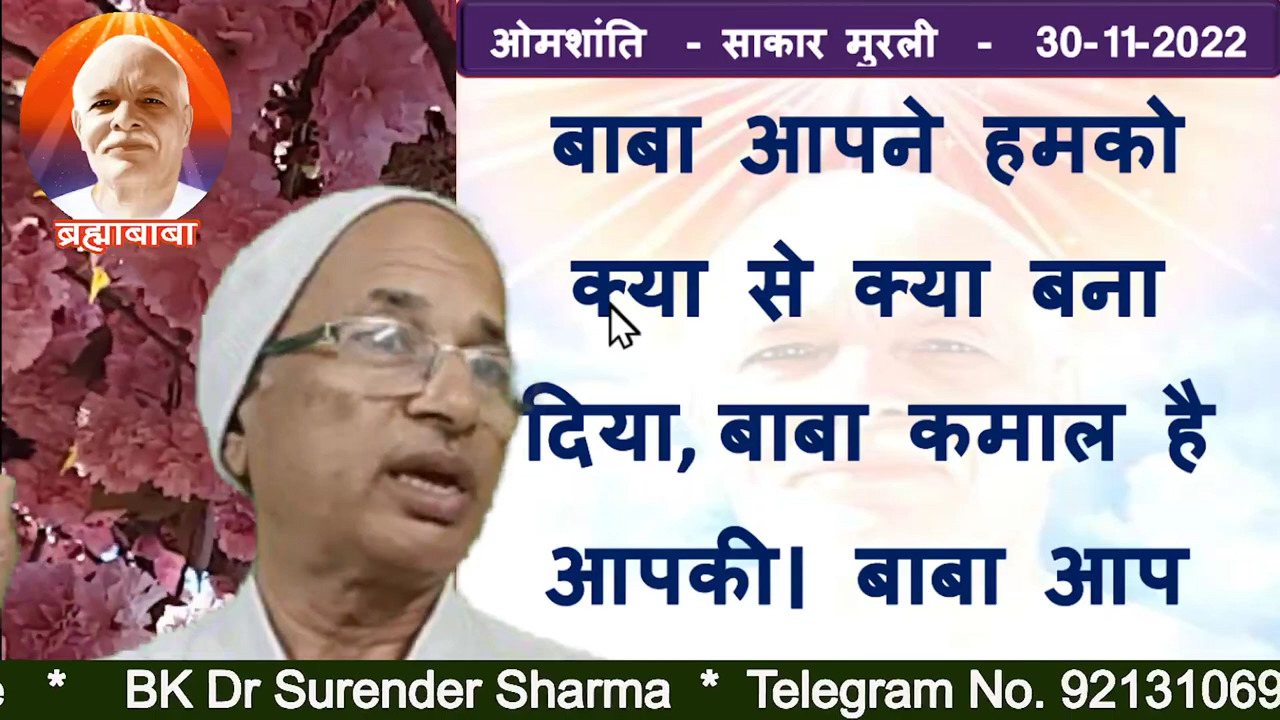 ओमशांति - साकार मुरली - 30-11-2022
ब्रह्माबाबा
बाबा आपने हमको
क्या से क्या बना
दिया, बाबा कमाल है
आपकी| बाबा आप
* BK Dr Surender Sharma * Telegram No. 92131069